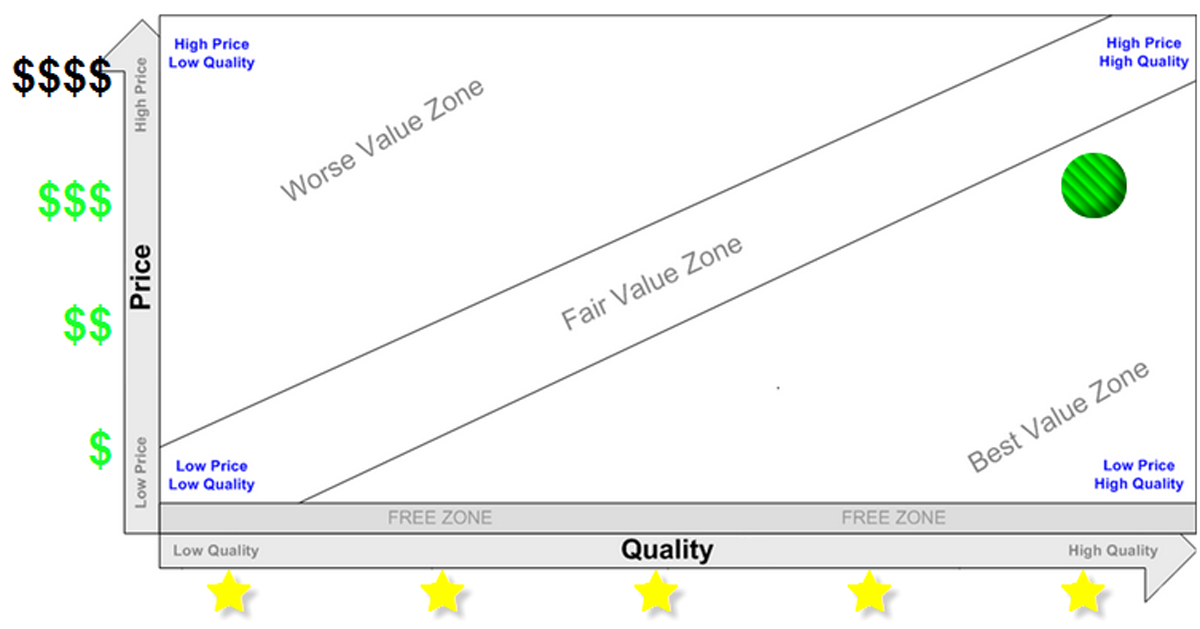 High Price
Low Quality
High Price
High Quality
$$$$
High Price
Worse Value Zone
$$$
Price
Fair Value Zone
$$
Best Value Zone
$
Low Price
Low Price
Low Quality
Low Price
High Quality
FREE ZONE
FREE ZONE
Low Quality
Quality
High Quality